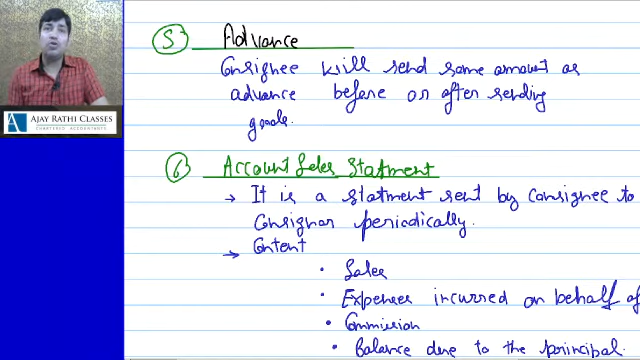 5 Advance
Consignee will send some amount as
advance before or after sending
goods.
AJAY RATHI CLASSES
CHARTERED ACCOUNTANTS
6 Account Sales Statment
→ It is a statment sent by consignee to
Consignor periodically.
→ Content
• Sales
• Expenses incurred on behalf of
• Commission
• Balance due to the principal.